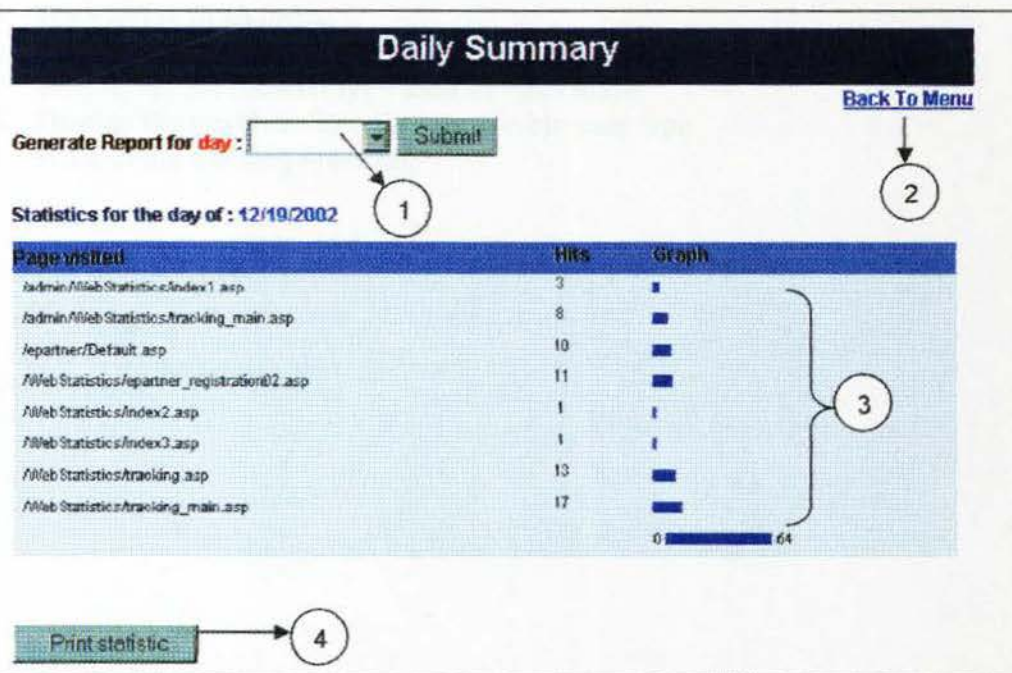 Daily Summary
Back To Menu
Generate Report for day : Submit
1
2
Statistics for the day of : 12/19/2002
Page visited Hits Graph
/admin/WebStatistics/index1.asp 3
/admin/WebStatistics/tracking_main.asp 8
/epartner/Default.asp 10
/WebStatistics/epartner_registration02.asp 11
/WebStatistics/index2.asp 1
/WebStatistics/index3.asp 1
/WebStatistics/tracking.asp 13
/WebStatistics/tracking_main.asp 17
3
0 64
Print statistic
4